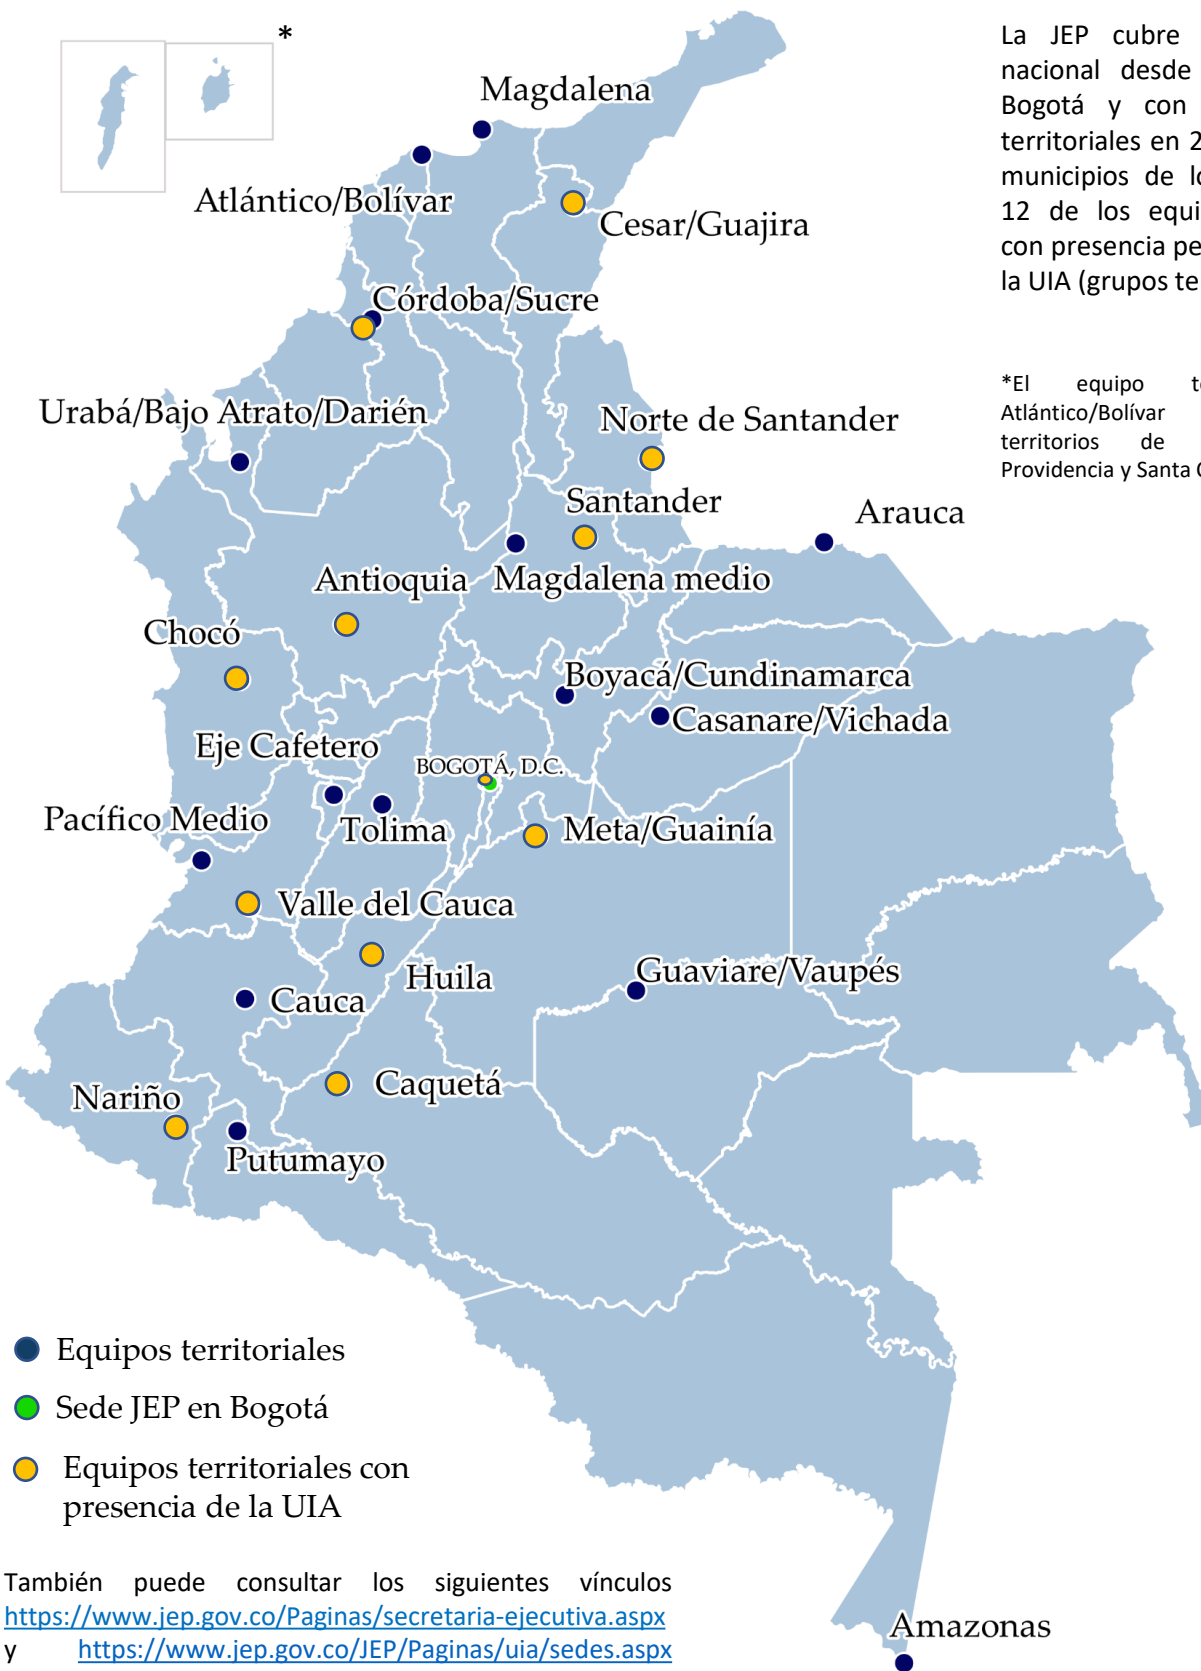 *
La JEP cubre
nacional desde
Bogotá y con
territoriales en 2
municipios de
12 de los
con presencia
la UIA (grupos
*El equipo
Atlántico/Bolívar
territorios de
Providencia y Santa
Magdalena
Atlántico/Bolívar
Cesar/Guajira
Córdoba/Sucre
Urabá/Bajo Atrato/Darién
Norte de Santander
Santander
Arauca
Antioquia
Magdalena medio
Chocó
Boyacá/Cundinamarca
Casanare/Vichada
Eje Cafetero
BOGOTÁ, D.C.
Pacífico Medio
Tolima
Meta/Guainía
Valle del Cauca
Huila
Guaviare/Vaupés
Cauca
Caquetá
Nariño
Putumayo
Equipos territoriales
Sede JEP en Bogotá
Equipos territoriales con
presencia de la UIA
También puede consultar los siguientes vínculos
https://www.jep.gov.co/Paginas/secretaria-ejecutiva.aspx
y https://www.jep.gov.co/JEP/Paginas/uia/sedes.aspx
Amazonas